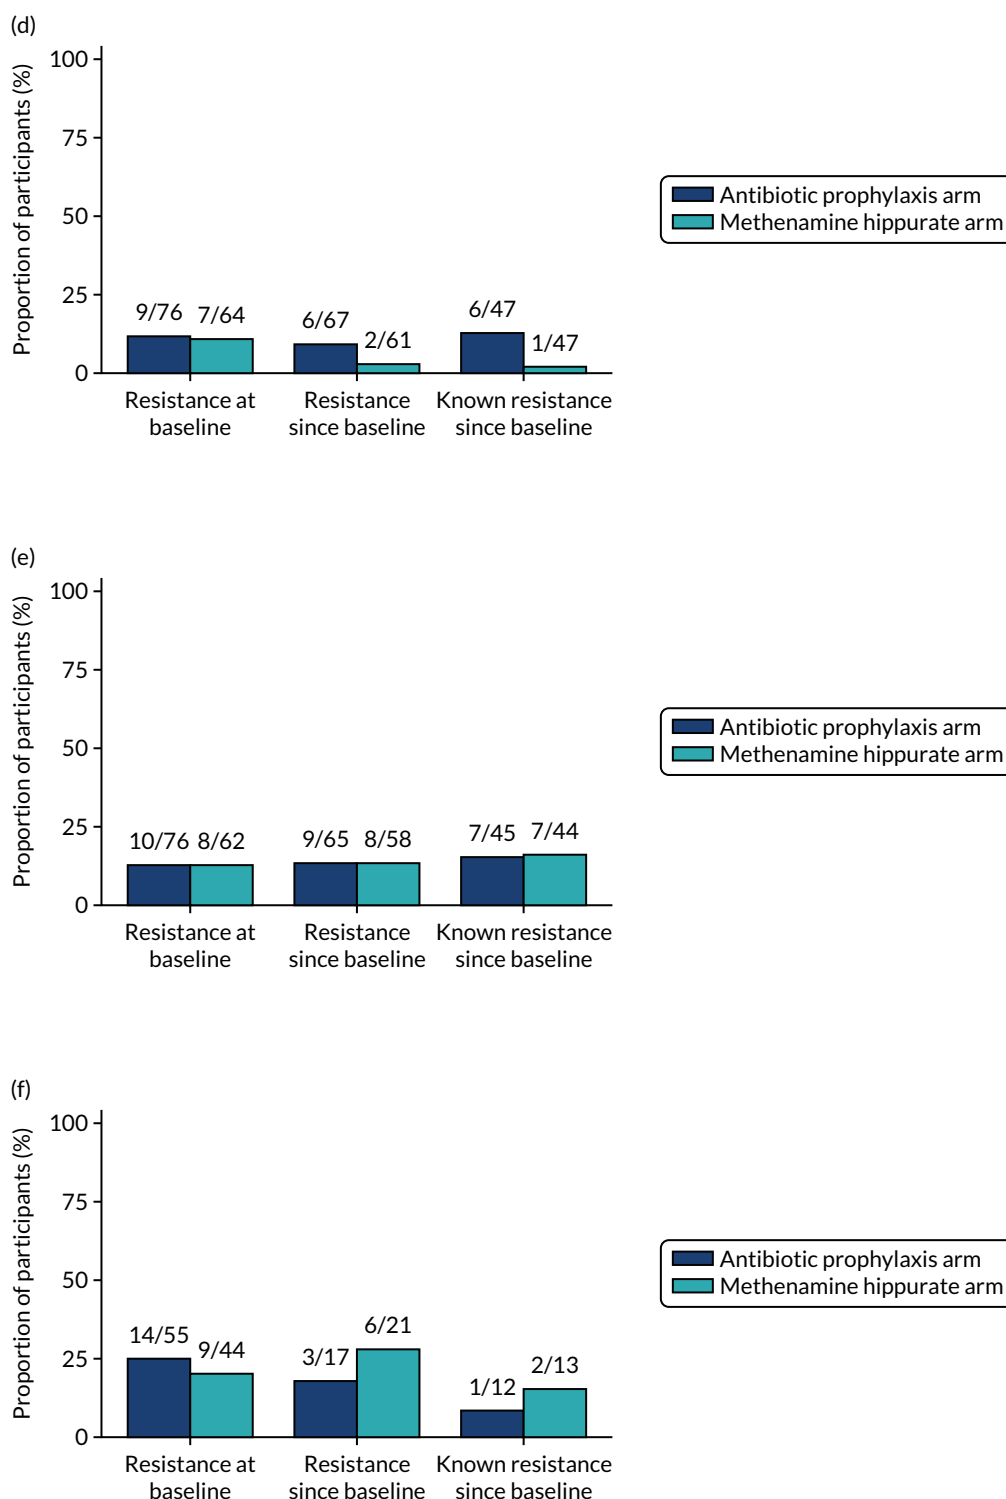 (d)
Proportion of participants (%)
100
75
50
25
0
9/76 7/64
6/67
2/61
6/47
1/47
Resistance at
baseline
Resistance
since baseline
Known resistance
since baseline
Antibiotic prophylaxis arm
Methenamine hippurate arm
(e)
Proportion of participants (%)
100
75
50
25
0
10/76 8/62
9/65 8/58
7/45 7/44
Resistance at
baseline
Resistance
since baseline
Known resistance
since baseline
Antibiotic prophylaxis arm
Methenamine hippurate arm
(f)
Proportion of participants (%)
100
75
50
25
0
14/55
9/44
3/17
6/21
1/12
2/13
Resistance at
baseline
Resistance
since baseline
Known resistance
since baseline
Antibiotic prophylaxis arm
Methenamine hippurate arm